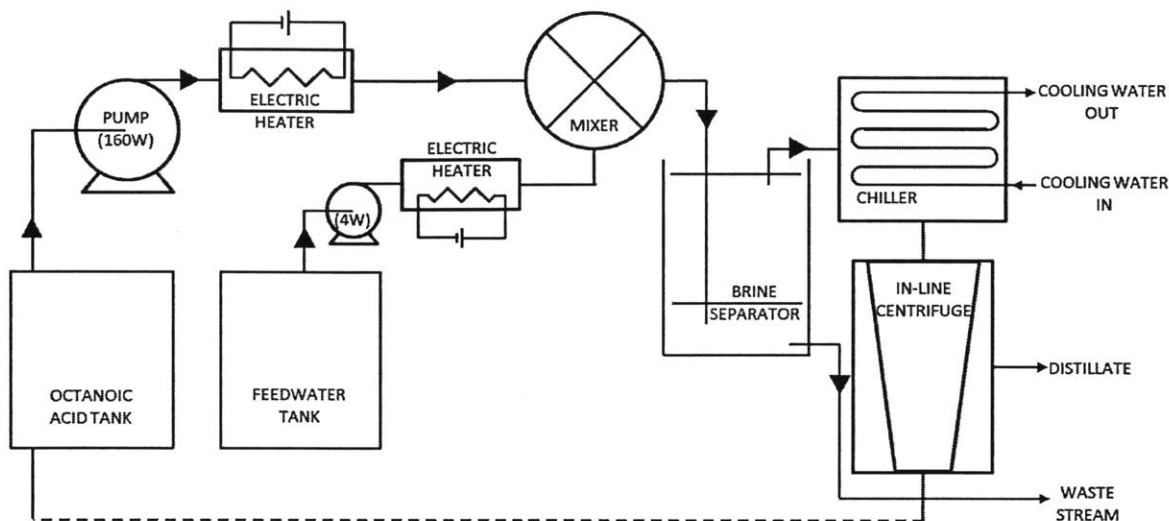 PUMP
(160W)
ELECTRIC
HEATER
MIXER
ELECTRIC
HEATER
(4W)
COOLING WATER
OUT
COOLING WATER
IN
CHILLER
OCTANOIC
ACID TANK
FEEDWATER
TANK
BRINE
SEPARATOR
IN-LINE
CENTRIFUGE
DISTILLATE
WASTE
STREAM